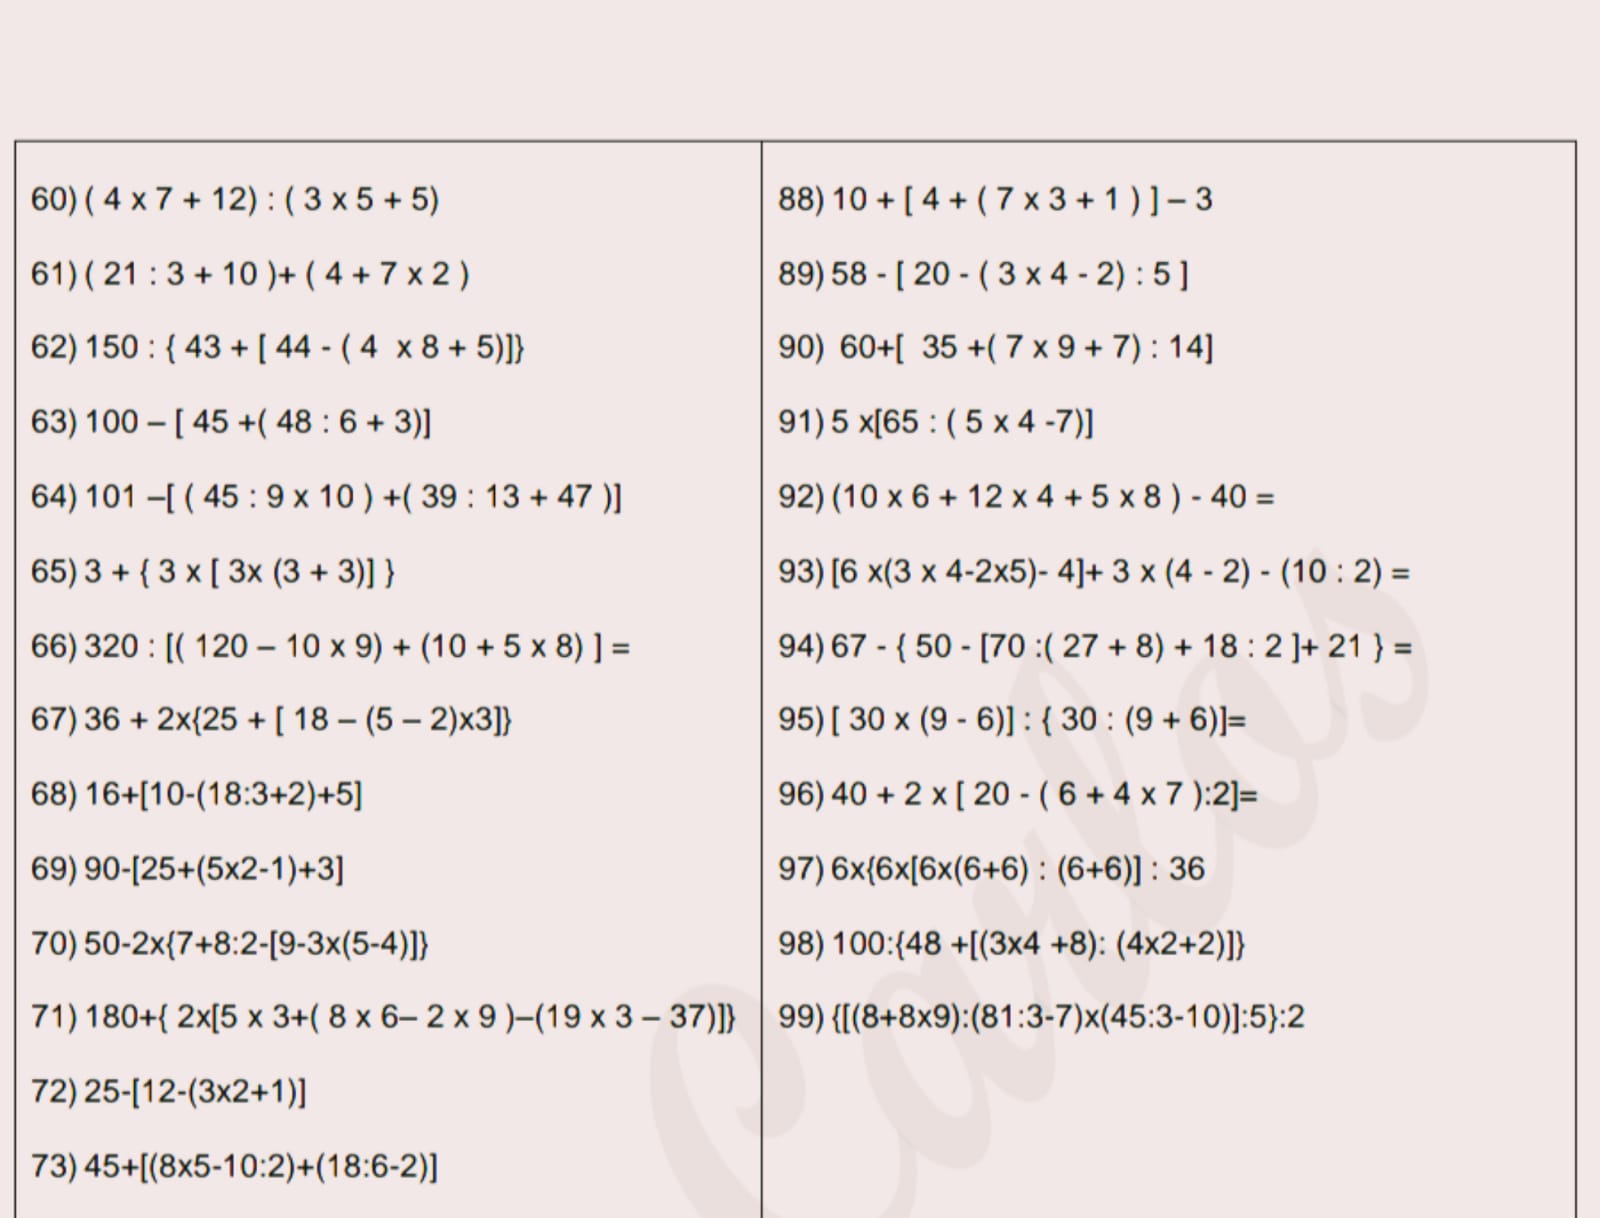 60) ( 4 x 7 + 12) : ( 3 x 5 + 5)
61) ( 21 : 3 + 10 )+ ( 4 + 7 x 2 )
62) 150 : { 43 + [ 44 - ( 4 x 8 + 5)]}
63) 100 – [ 45 +( 48 : 6 + 3)]
64) 101 –[ ( 45 : 9 x 10 ) +( 39 : 13 + 47 )]
65) 3 + { 3 x [ 3x (3 + 3)] }
66) 320 : [( 120 – 10 x 9) + (10 + 5 x 8) ] =
67) 36 + 2x{25 + [ 18 – (5 – 2)x3]}
68) 16+[10-(18:3+2)+5]
69) 90-[25+(5x2-1)+3]
70) 50-2x{7+8:2-[9-3x(5-4)]}
71) 180+{ 2x[5 x 3+( 8 x 6– 2 x 9 )–(19 x 3 – 37)]}
72) 25-[12-(3x2+1)]
73) 45+[(8x5-10:2)+(18:6-2)]
88) 10 + [ 4 + ( 7 x 3 + 1 ) ] – 3
89) 58 - [ 20 - ( 3 x 4 - 2) : 5 ]
90) 60+[ 35 +( 7 x 9 + 7) : 14]
91) 5 x[65 : ( 5 x 4 -7)]
92) (10 x 6 + 12 x 4 + 5 x 8 ) - 40 =
93) [6 x(3 x 4-2x5)- 4]+ 3 x (4 - 2) - (10 : 2) =
94) 67 - { 50 - [70 :( 27 + 8) + 18 : 2 ]+ 21 } =
95) [ 30 x (9 - 6)] : { 30 : (9 + 6)]=
96) 40 + 2 x [ 20 - ( 6 + 4 x 7 ):2]=
97) 6x{6x[6x(6+6) : (6+6)] : 36
98) 100:{48 +[(3x4 +8): (4x2+2)]}
99) {[(8+8x9):(81:3-7)x(45:3-10)]:5}:2
Carlos